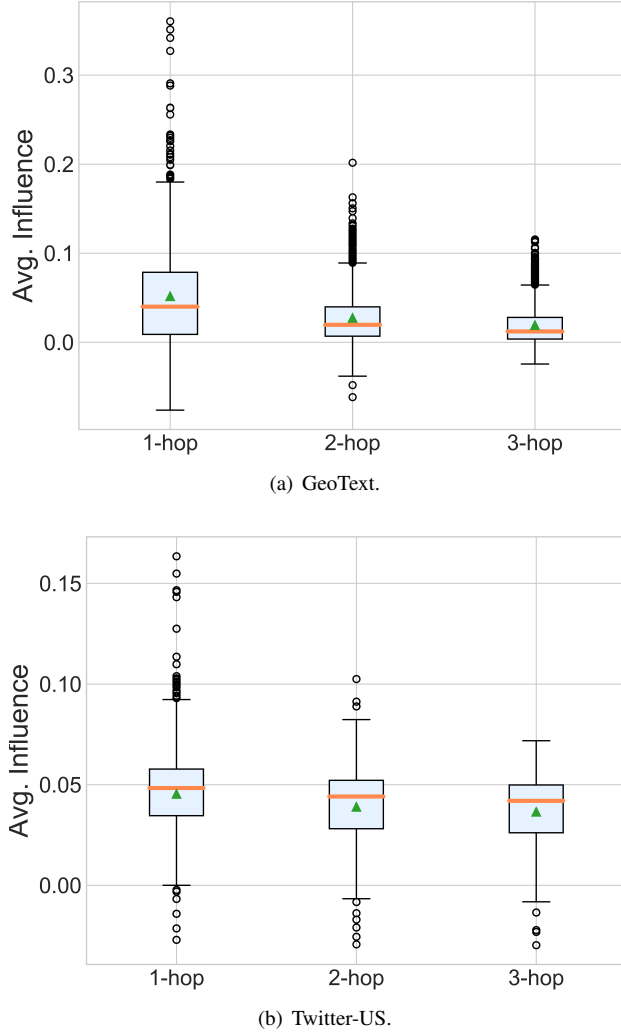 Avg. Influence
0.3
0.2
0.1
0.0
1-hop 2-hop 3-hop
(a) GeoText.
Avg. Influence
0.15
0.10
0.05
0.00
1-hop 2-hop 3-hop
(b) Twitter-US.